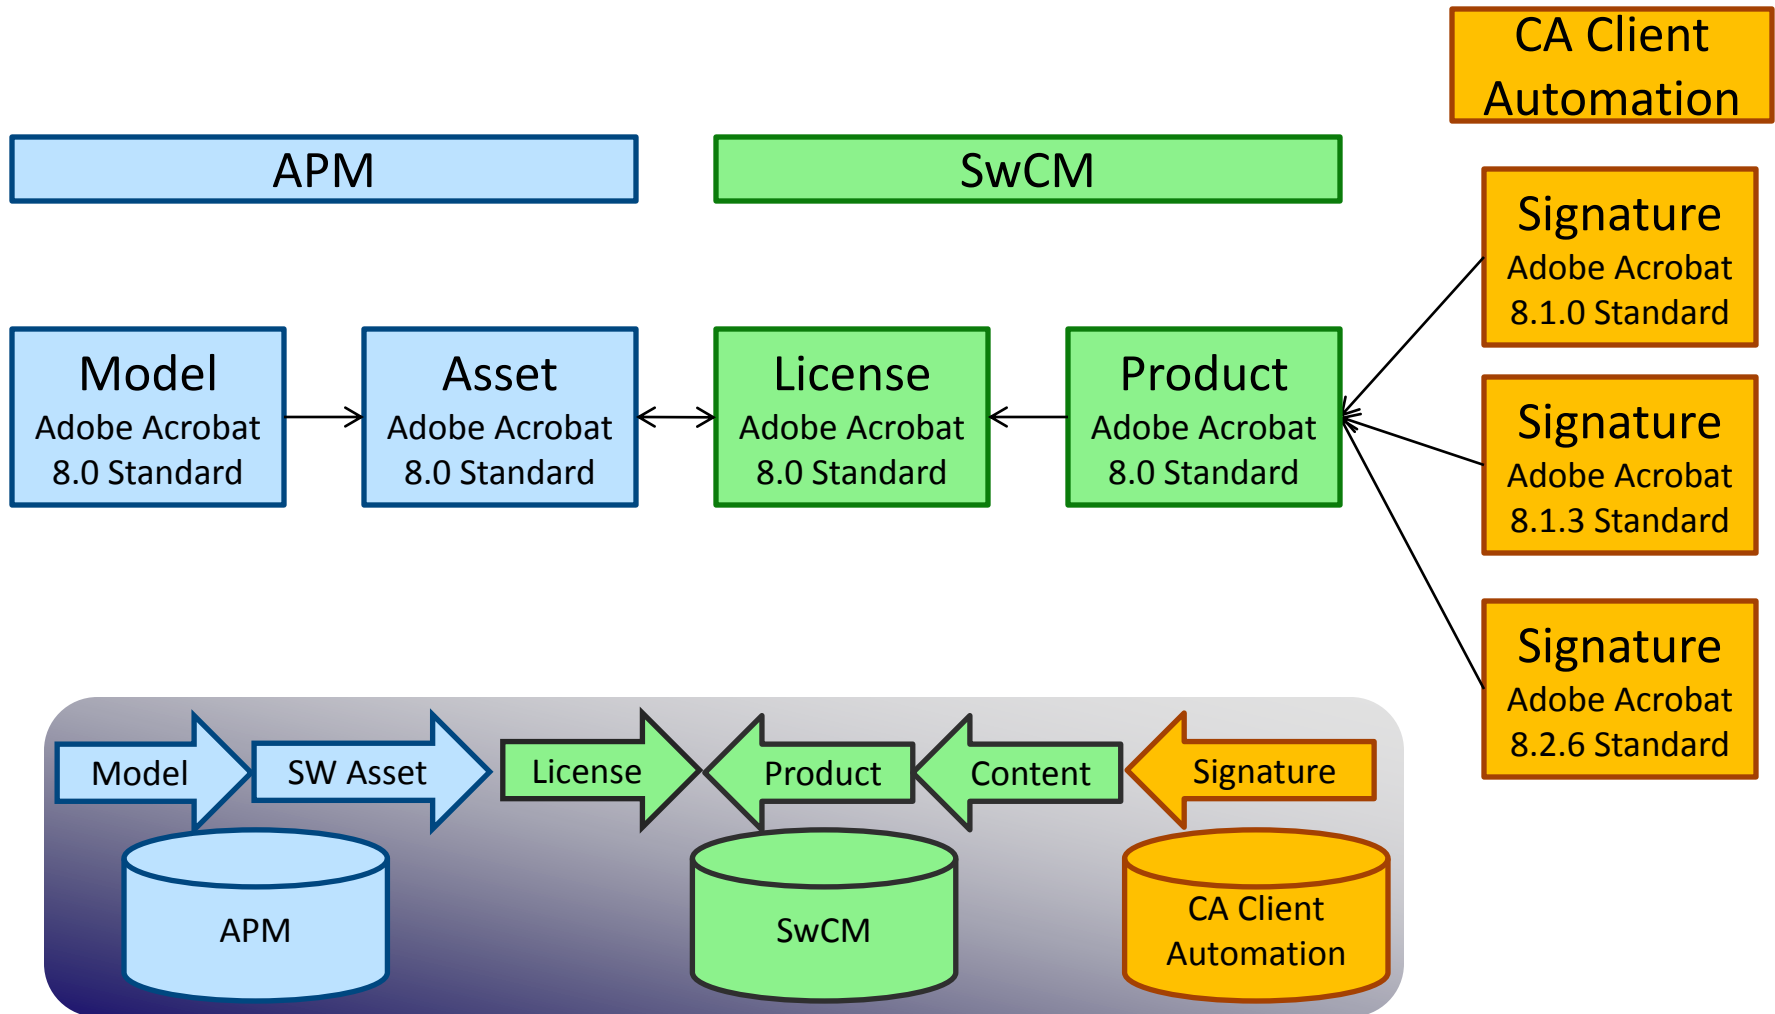 CA Client
Automation
APM
SwCM
Signature
Adobe Acrobat
8.1.0 Standard
Model
Adobe Acrobat
8.0 Standard
Asset
Adobe Acrobat
8.0 Standard
License
Adobe Acrobat
8.0 Standard
Product
Adobe Acrobat
8.0 Standard
Signature
Adobe Acrobat
8.1.3 Standard
Signature
Adobe Acrobat
8.2.6 Standard
Model
SW Asset
License
Product
Content
Signature
APM
SwCM
CA Client
Automation